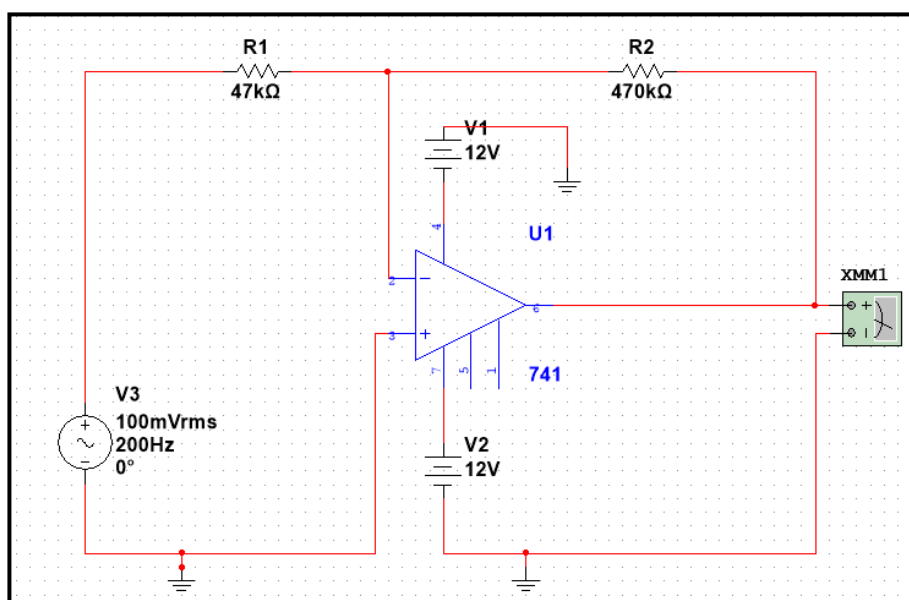 R1
47kΩ
R2
470kΩ
V1
12V
4
U1
2
XMM1
+
−
6
3
+
−
+
7
5
1
741
V3
+
100mVrms
200Hz
−
0°
V2
12V